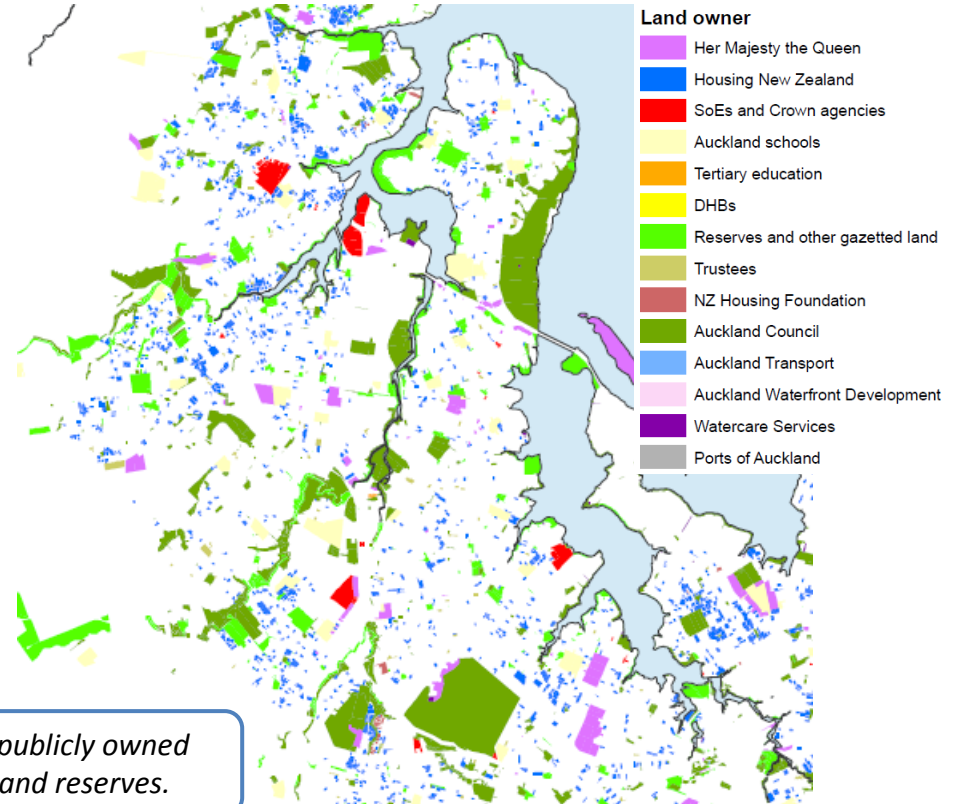 Land owner
Her Majesty the Queen
Housing New Zealand
SoEs and Crown agencies
Auckland schools
Tertiary education
DHBs
Reserves and other gazetted land
Trustees
NZ Housing Foundation
Auckland Council
Auckland Transport
Auckland Waterfront Development
Watercare Services
Ports of Auckland
publicly owned
and reserves.